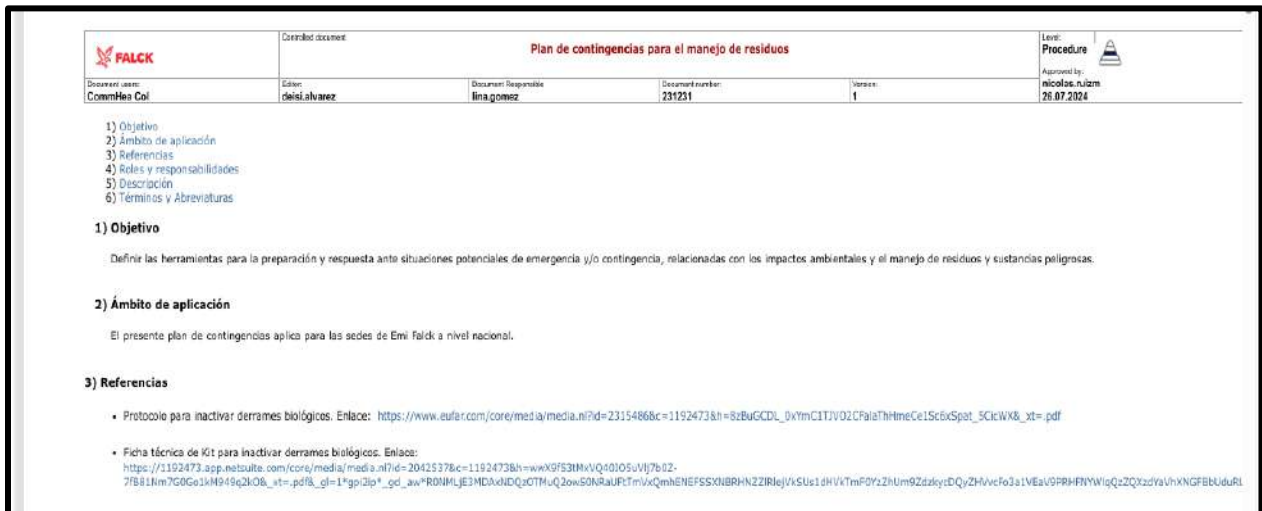 FALCK
Controlled document
Plan de contingencias para el manejo de residuos
Level:
Procedure
Approved by:
nicolas.ruizm
26.07.2024
Document users:
CommHea Col
Editor:
deisi.alvarez
Document Responsible
lina.gomez
Document number:
231231
Version:
1
1) Objetivo
2) Ámbito de aplicación
3) Referencias
4) Roles y responsabilidades
5) Descripción
6) Términos y Abreviaturas
1) Objetivo
Definir las herramientas para la preparación y respuesta ante situaciones potenciales de emergencia y/o contingencia, relacionadas con los impactos ambientales y el manejo de residuos y sustancias peligrosas.
2) Ámbito de aplicación
El presente plan de contingencias aplica para las sedes de Emi Falck a nivel nacional.
3) Referencias
• Protocolo para inactivar derrames biológicos. Enlace:
• Ficha técnica de Kit para inactivar derrames biológicos. Enlace: